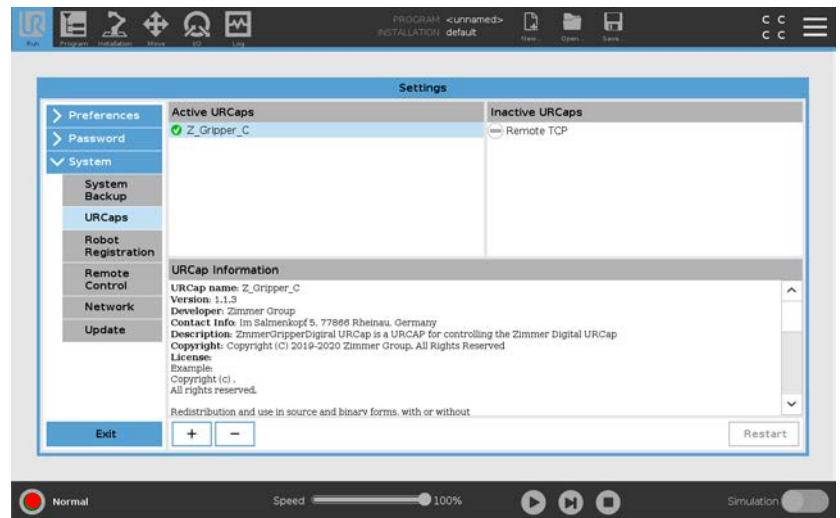 UR
PROGRAM <unnamed>
INSTALLATION default
Run
Program
Installation
Move
I/O
Log
New...
Open...
Save...
C C
C C
Settings
Preferences
Password
System
System
Backup
URCaps
Robot
Registration
Remote
Control
Network
Update
Exit
Active URCaps
Z_Gripper_C
Inactive URCaps
Remote TCP
URCap Information
URCap name: Z_Gripper_C
Version: 1.1.3
Developer: Zimmer Group
Contact Info: Im Salmenkopf 5, 77866 Rheinau, Germany
Description: ZmmerGripperDigiral URCap is a URCAP for controlling the Zimmer Digital URCap
Copyright: Copyright (C) 2019-2020 Zimmer Group, All Rights Reserved
License:
Example:
Copyright (c) .
All rights reserved.
Redistribution and use in source and binary forms, with or without
+
−
Restart
Normal
Speed
100%
Simulation